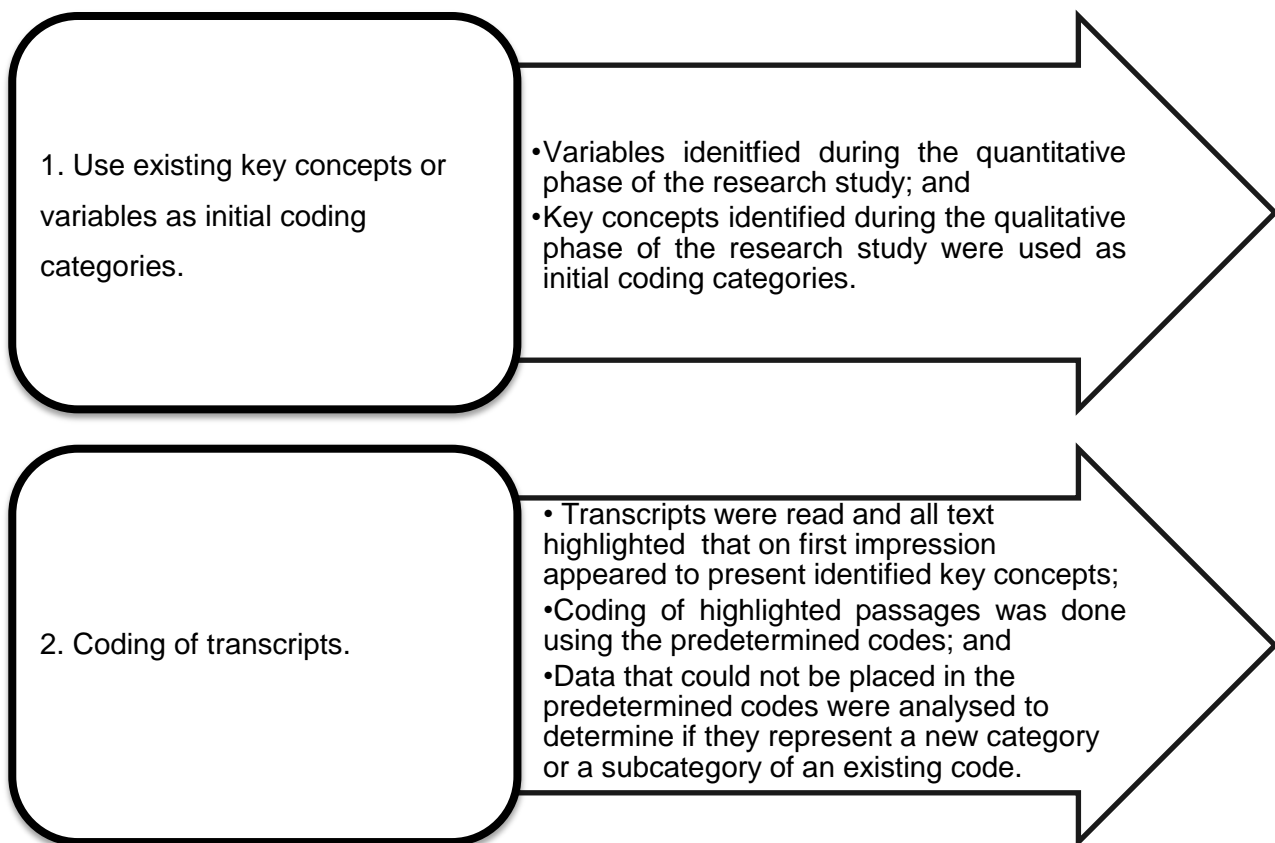 1. Use existing key concepts or
variables as initial coding
categories.
•Variables idenitfied during the quantitative
phase of the research study; and
•Key concepts identified during the qualitative
phase of the research study were used as
initial coding categories.
2. Coding of transcripts.
• Transcripts were read and all text
highlighted that on first impression
appeared to present identified key concepts;
•Coding of highlighted passages was done
using the predetermined codes; and
•Data that could not be placed in the
predetermined codes were analysed to
determine if they represent a new category
or a subcategory of an existing code.